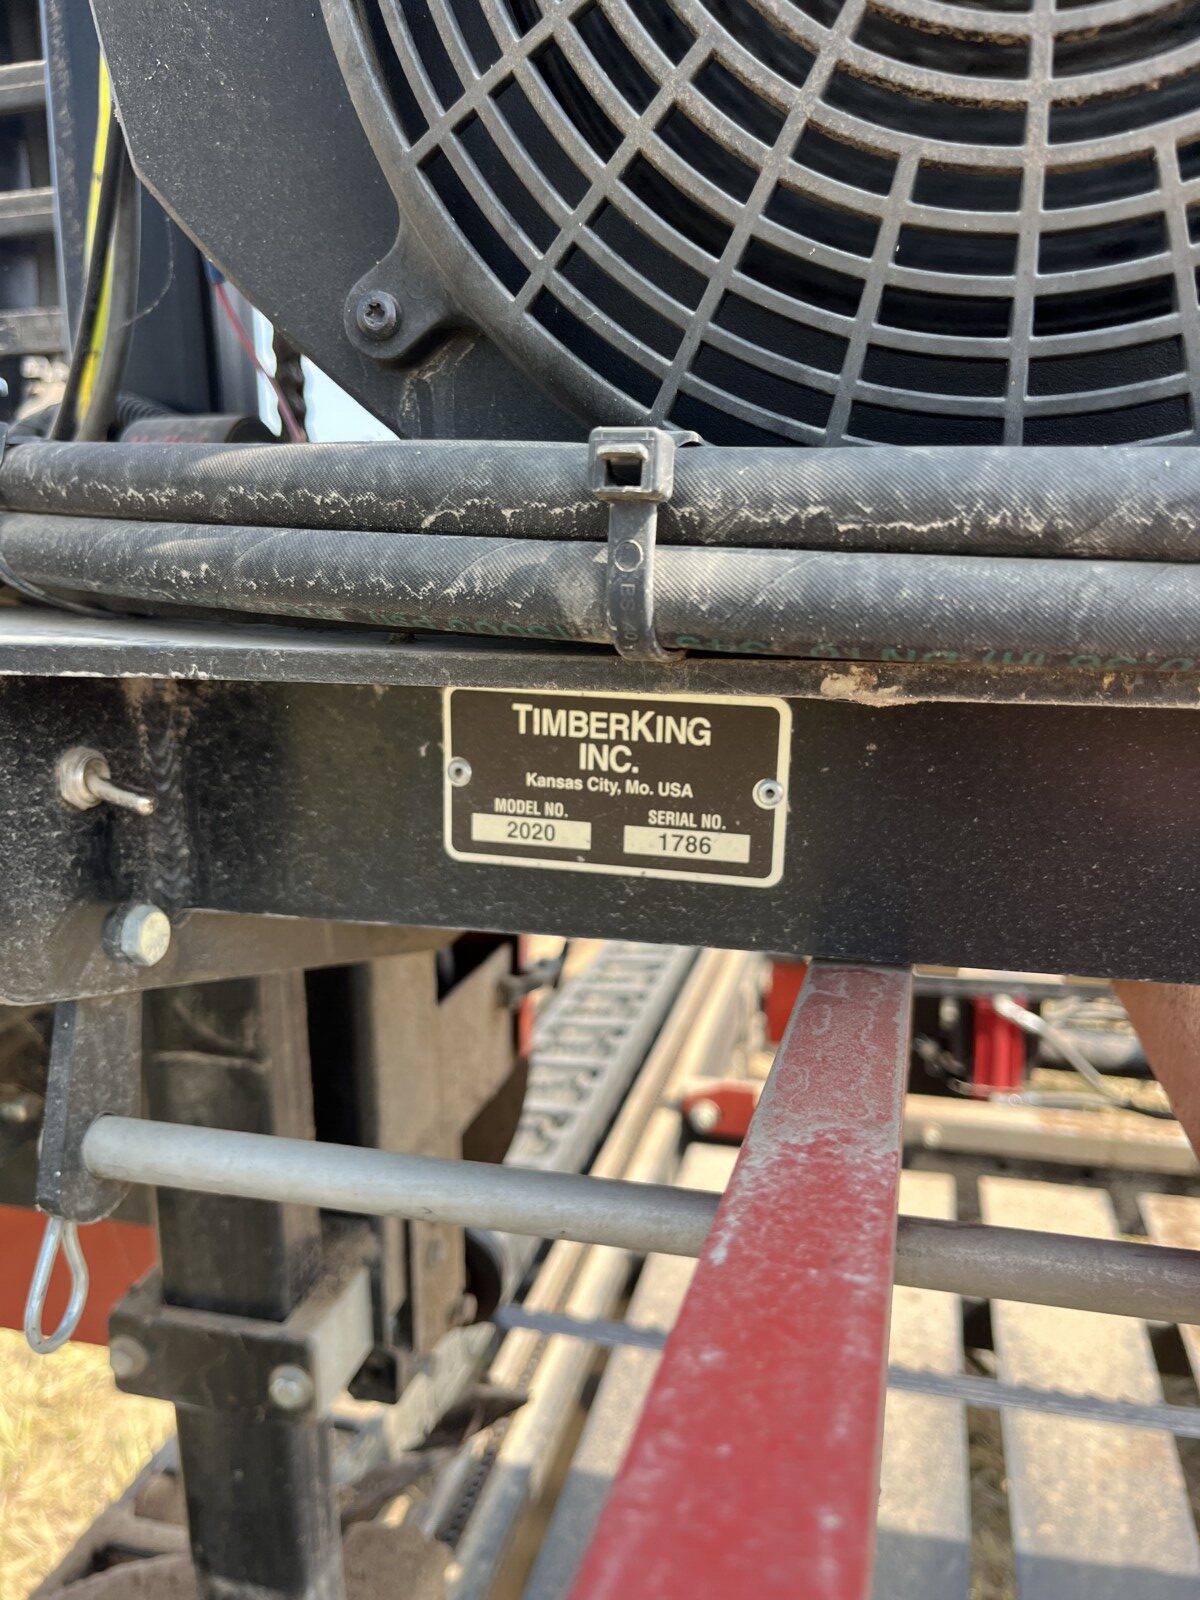 TIMBERKING
INC.
Kansas City, Mo. USA
MODEL NO.
2020
SERIAL NO.
1786